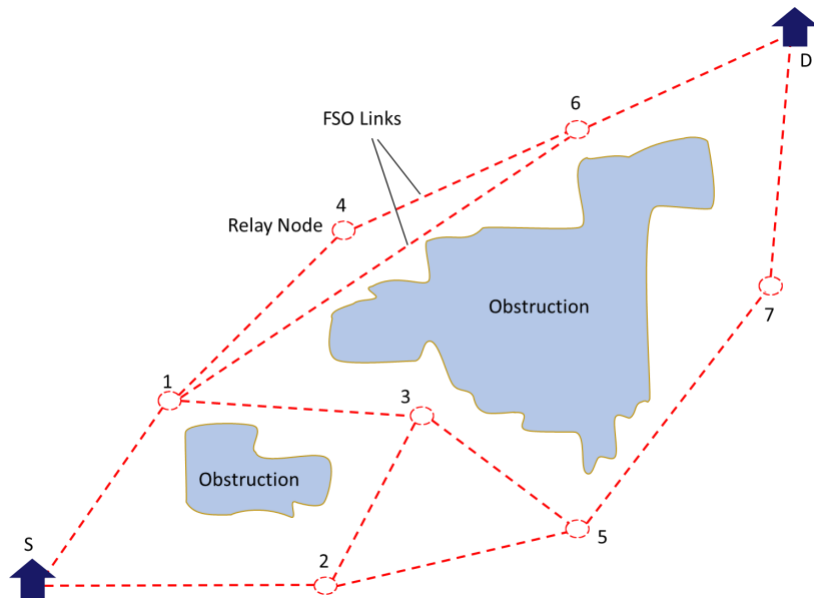 D
6
FSO Links
4
Relay Node
Obstruction
7
1
3
Obstruction
S
5
2